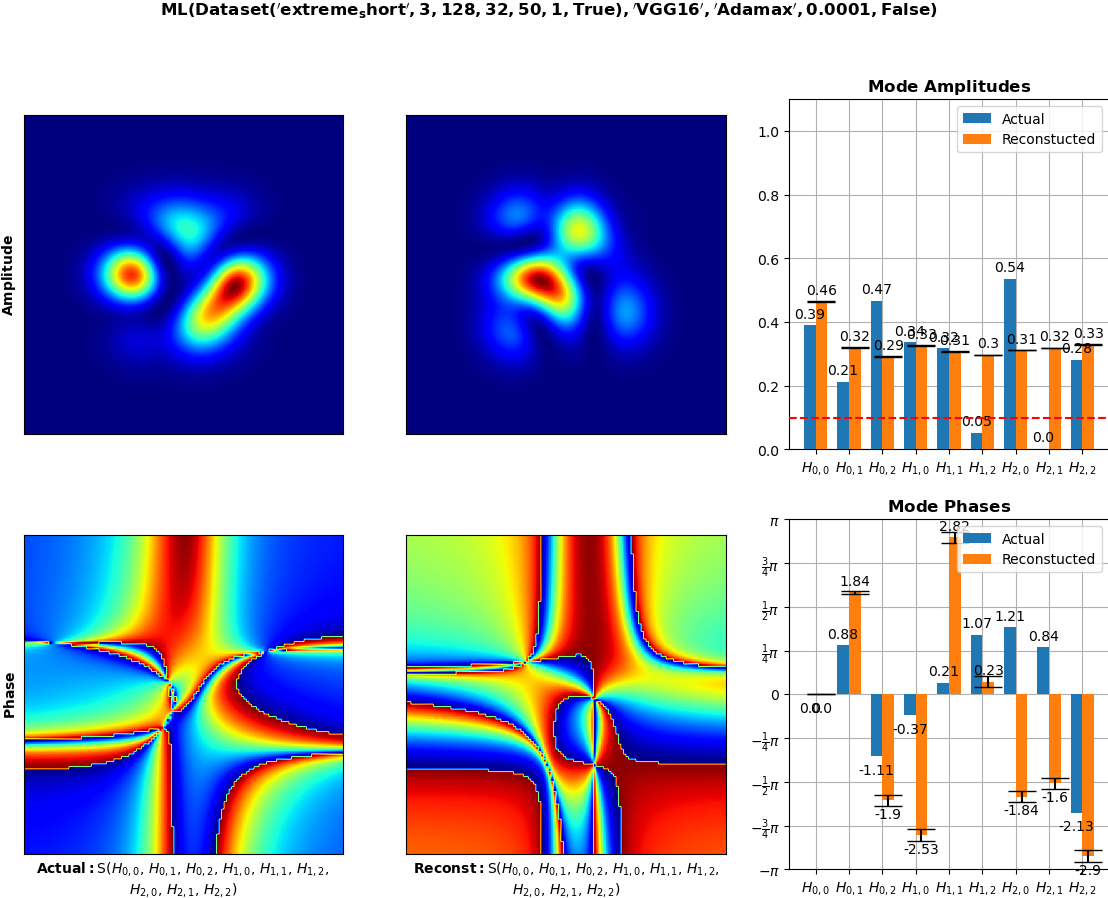 ML(Dataset('extreme_short', 3, 128, 32, 50, 1, True), 'VGG16', 'Adamax', 0.0001, False)
Amplitude
Mode Amplitudes
Actual
Reconstucted
1.0
0.8
0.6
0.4
0.2
0.0
0.39
0.46
0.21
0.32
0.47
0.29
0.34
0.33
0.32
0.31
0.05
0.3
0.54
0.31
0.0
0.32
0.28
0.33
H0,0 H0,1 H0,2 H1,0 H1,1 H1,2 H2,0 H2,1 H2,2
Phase
Actual: S(H0,0, H0,1, H0,2, H1,0, H1,1, H1,2,
H2,0, H2,1, H2,2)
Reconst: S(H0,0, H0,1, H0,2, H1,0, H1,1, H1,2,
H2,0, H2,1, H2,2)
Mode Phases
Actual
Reconstucted
π
3/4π
1/2π
1/4π
0
−1/4π
−1/2π
−3/4π
−π
0.0
0.0
0.88
1.84
-1.11
-1.9
-0.37
-2.53
0.21
2.82
1.07
0.23
1.21
-1.84
0.84
-1.6
-2.13
-2.9
H0,0 H0,1 H0,2 H1,0 H1,1 H1,2 H2,0 H2,1 H2,2